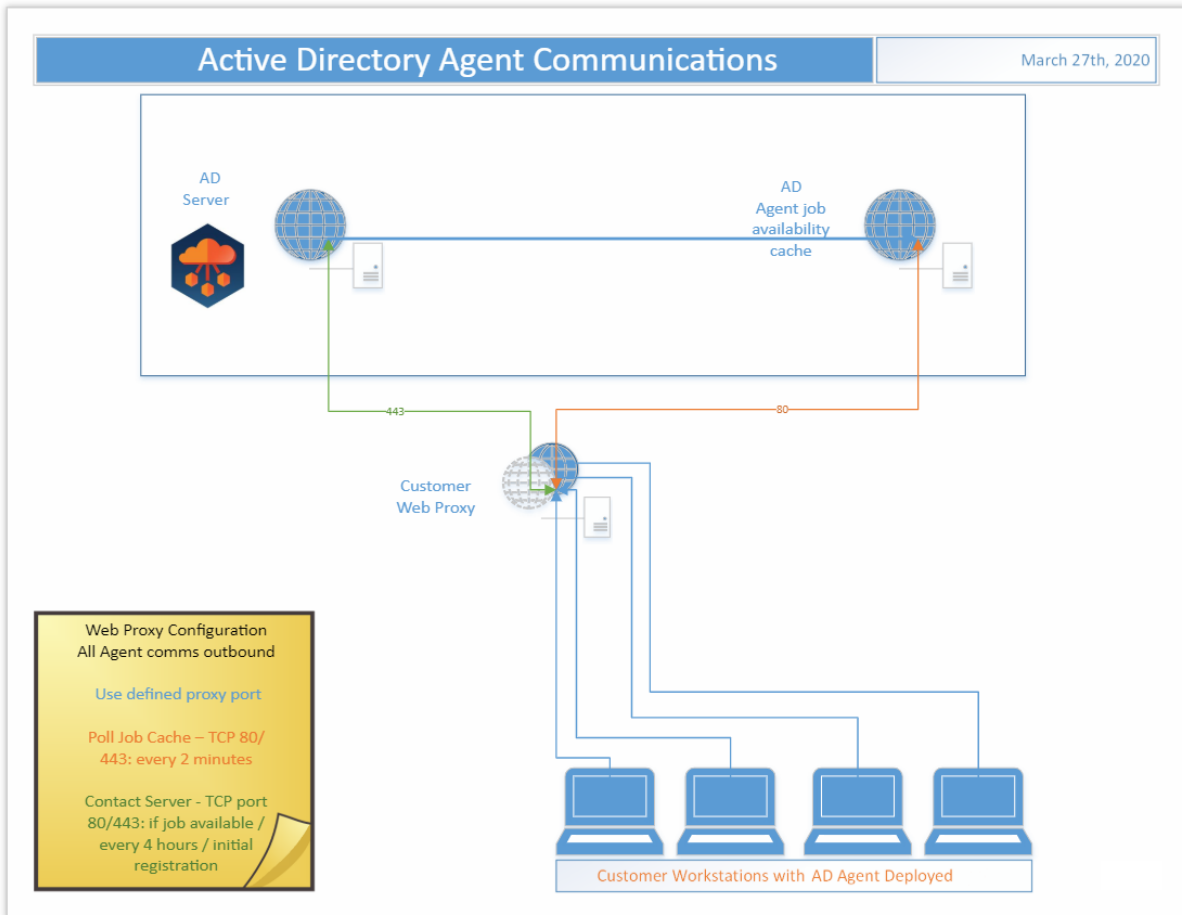 Active Directory Agent Communications
March 27th, 2020
AD
Server
AD
Agent job
availability
cache
443
80
Customer
Web Proxy
Web Proxy Configuration
All Agent comms outbound
Use defined proxy port
Poll Job Cache – TCP 80/
443: every 2 minutes
Contact Server - TCP port
80/443: if job available /
every 4 hours / initial
registration
Customer Workstations with AD Agent Deployed